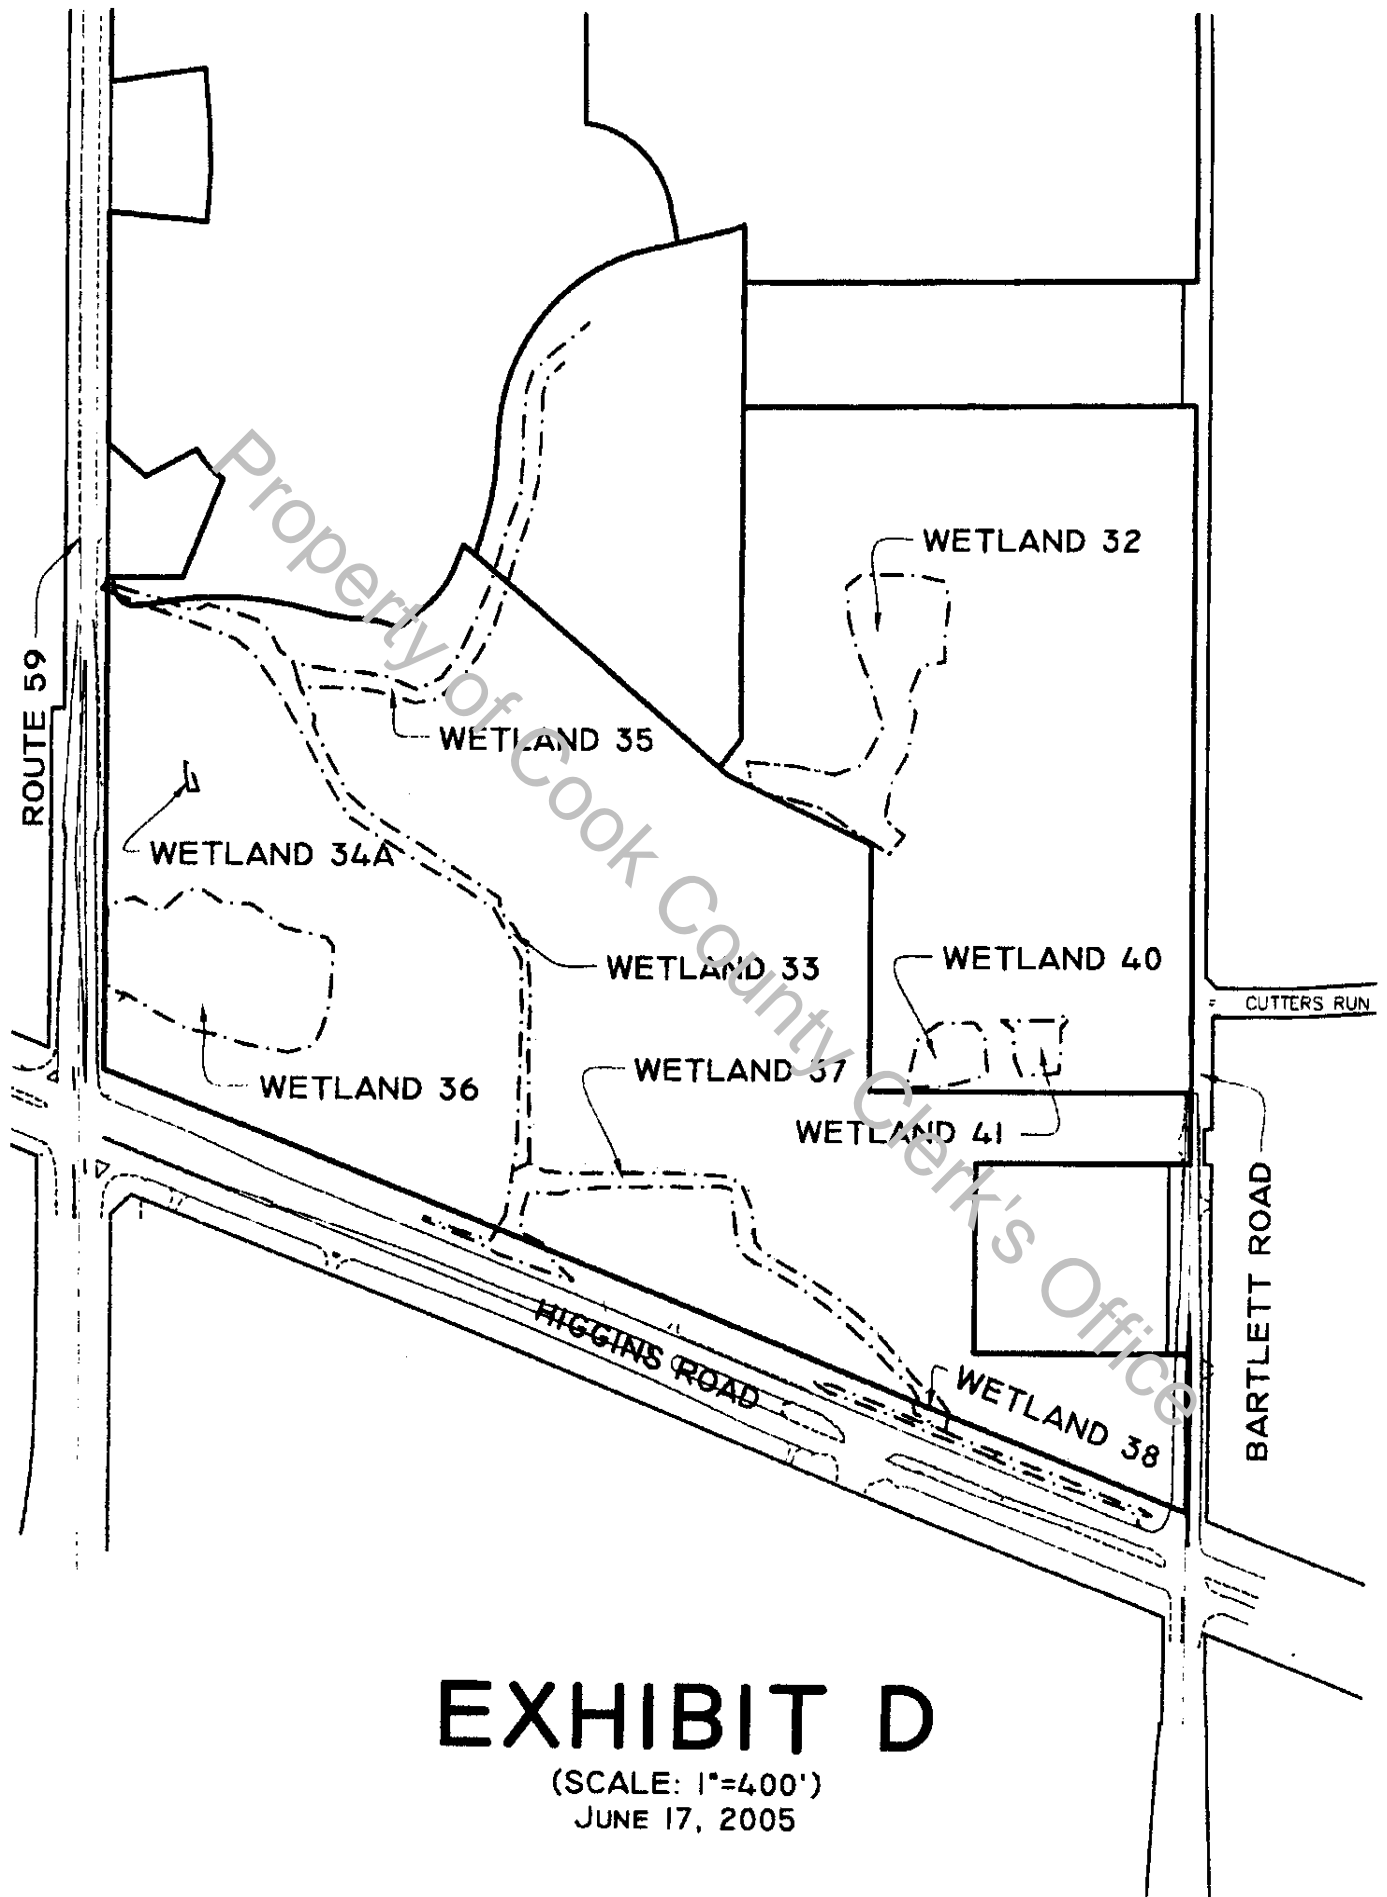 WETLAND 32
ROUTE 59
WETLAND 35
WETLAND 34A
WETLAND 33
WETLAND 40
CUTTERS RUN
WETLAND 36
WETLAND 37
WETLAND 41
BARTLETT ROAD
HIGGINS ROAD
WETLAND 38
Property of Cook County Clerk's Office
EXHIBIT D
(SCALE: 1"=400')
JUNE 17, 2005